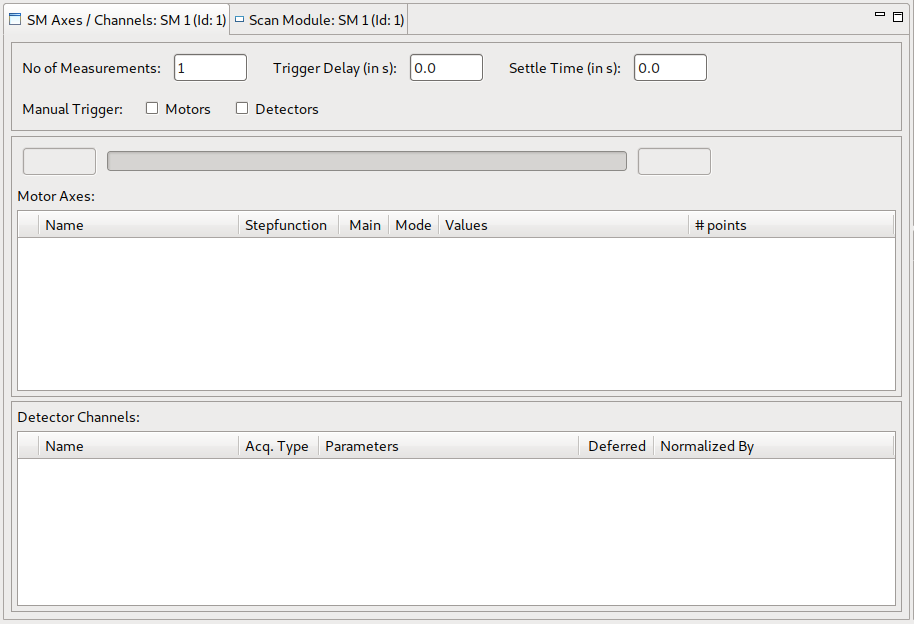 SM Axes / Channels: SM 1 (Id: 1) Scan Module: SM 1 (Id: 1)
No of Measurements: 1 Trigger Delay (in s): 0.0 Settle Time (in s): 0.0
Manual Trigger: Motors Detectors
Motor Axes:
Name Stepfunction Main Mode Values # points
Detector Channels:
Name Acq. Type Parameters Deferred Normalized By